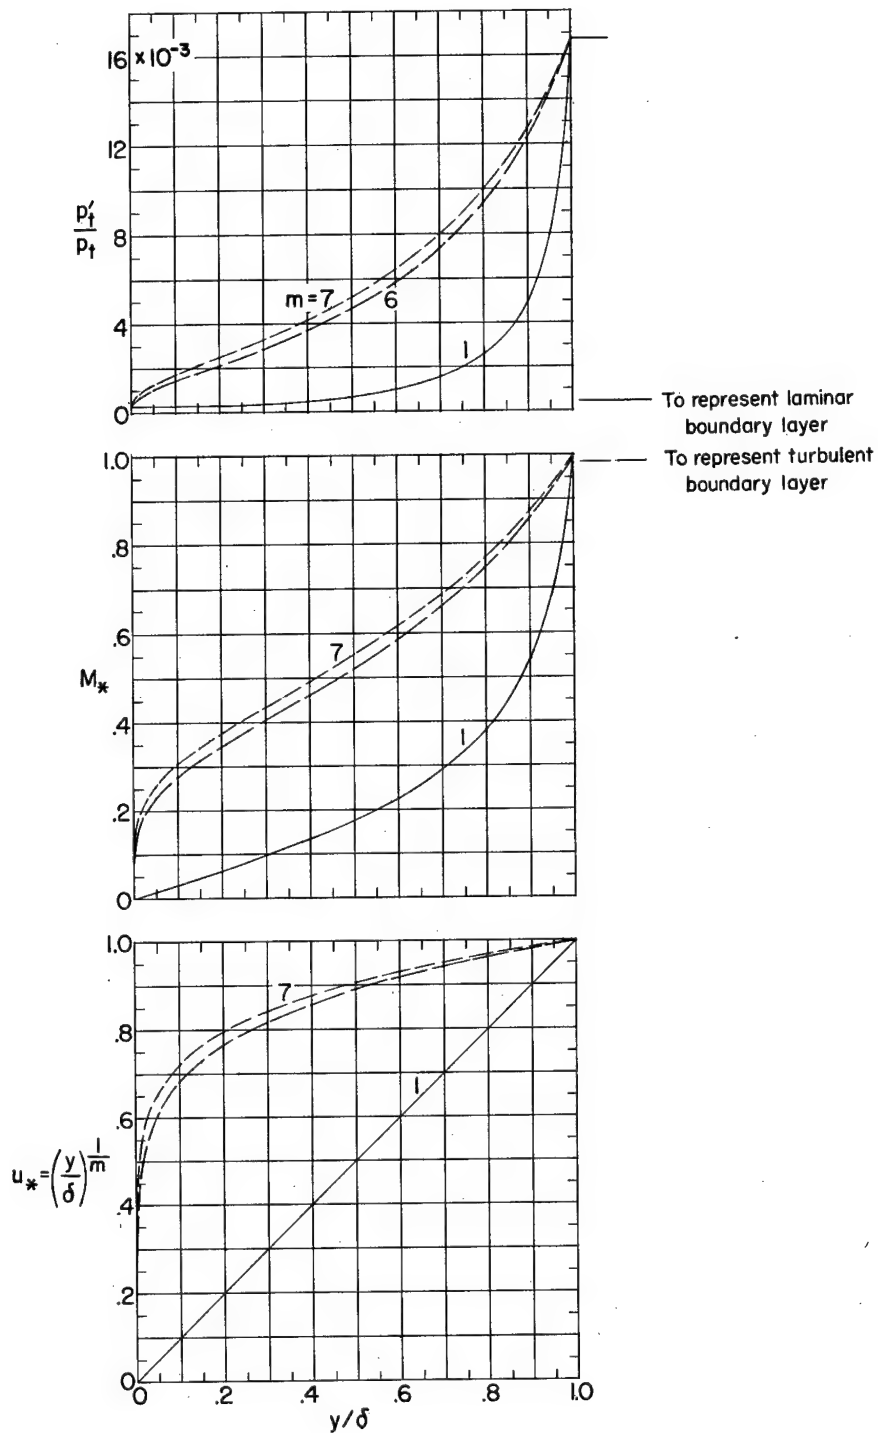 16 ×10⁻³
12
p′t/pt
8
m=7 6
4
1
0
To represent laminar
boundary layer
1.0
To represent turbulent
boundary layer
.8
.6
7
M*
.4
1
.2
0
1.0
7
.8
1
.6
u*=(y/δ)^(1/m)
.4
.2
0
0 .2 .4 .6 .8 1.0
y/δ